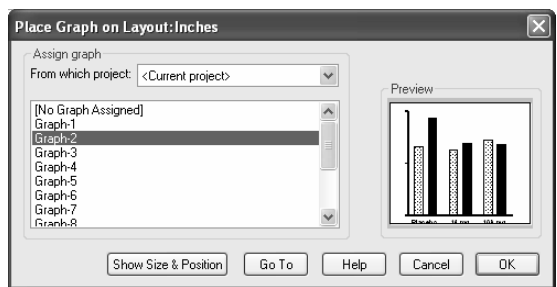 Place Graph on Layout:Inches
Assign graph
From which project: <Current project>
[No Graph Assigned]
Graph-1
Graph-2
Graph-3
Graph-4
Graph-5
Graph-6
Graph-7
Graph-8
Preview
Placebo
Show Size & Position Go To Help Cancel OK